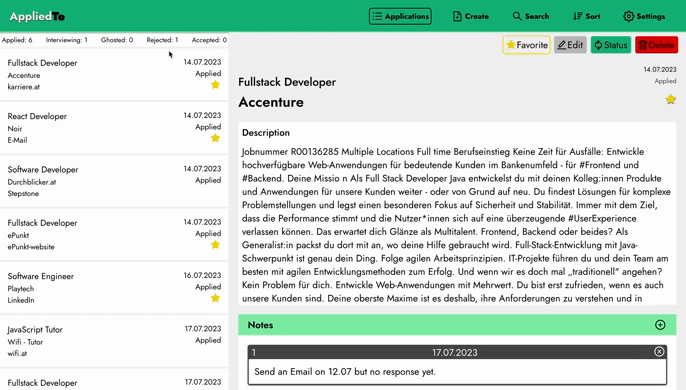 AppliedTo
Applications
Create
Search
Sort
Settings
Applied: 6 Interviewing: 1 Ghosted: 0 Rejected: 1 Accepted: 0
Fullstack Developer 14.07.2023
Accenture Applied
karriere.at
React Developer 14.07.2023
Noir Applied
E-Mail
Software Developer 14.07.2023
Durchblicker.at Applied
Stepstone
Fullstack Developer 14.07.2023
ePunkt Applied
ePunkt-website
Software Engineer 16.07.2023
Playtech Applied
LinkedIn
JavaScript Tutor 17.07.2023
Wifi - Tutor Applied
wifi.at
Fullstack Developer 17.07.2023
Favorite
Edit
Status
Delete
14.07.2023
Fullstack Developer Applied
Accenture
Description
Jobnummer R00136285 Multiple Locations Full time Berufseinstieg Keine Zeit für Ausfälle: Entwickle
hochverfügbare Web-Anwendungen für bedeutende Kunden im Bankenumfeld - für #Frontend und
#Backend. Deine Missio n Als Full Stack Developer Java entwickelst du mit deinen Kolleg:innen Produkte
und Anwendungen für unsere Kunden weiter - oder von Grund auf neu. Du findest Lösungen für komplexe
Problemstellungen und legst einen besonderen Fokus auf Sicherheit und Stabilität. Immer mit dem Ziel,
dass die Performance stimmt und die Nutzer*innen sich auf eine überzeugende #UserExperience
verlassen können. Das erwartet dich Glänze als Multitalent. Frontend, Backend oder beides? Als
Generalist:in packst du dort mit an, wo deine Hilfe gebraucht wird. Full-Stack-Entwicklung mit Java-
Schwerpunkt ist genau dein Ding. Folge agilen Arbeitsprinzipien. IT-Projekte führen du und dein Team am
besten mit agilen Entwicklungsmethoden zum Erfolg. Und wenn wir es doch mal „traditionell" angehen?
Kein Problem für dich. Entwickle Web-Anwendungen mit Mehrwert. Du bist erst zufrieden, wenn es auch
unsere Kunden sind. Deine oberste Maxime ist es deshalb, ihre Anforderungen zu verstehen und in
Notes
1 17.07.2023
Send an Email on 12.07 but no response yet.